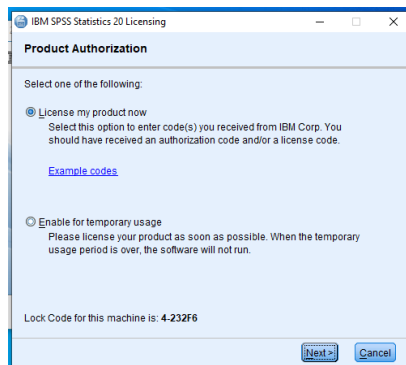 IBM SPSS Statistics 20 Licensing
Product Authorization
Select one of the following:
License my product now
Select this option to enter code(s) you received from IBM Corp. You
should have received an authorization code and/or a license code.
Example codes
Enable for temporary usage
Please license your product as soon as possible. When the temporary
usage period is over, the software will not run.
Lock Code for this machine is: 4-232F6
Next > Cancel